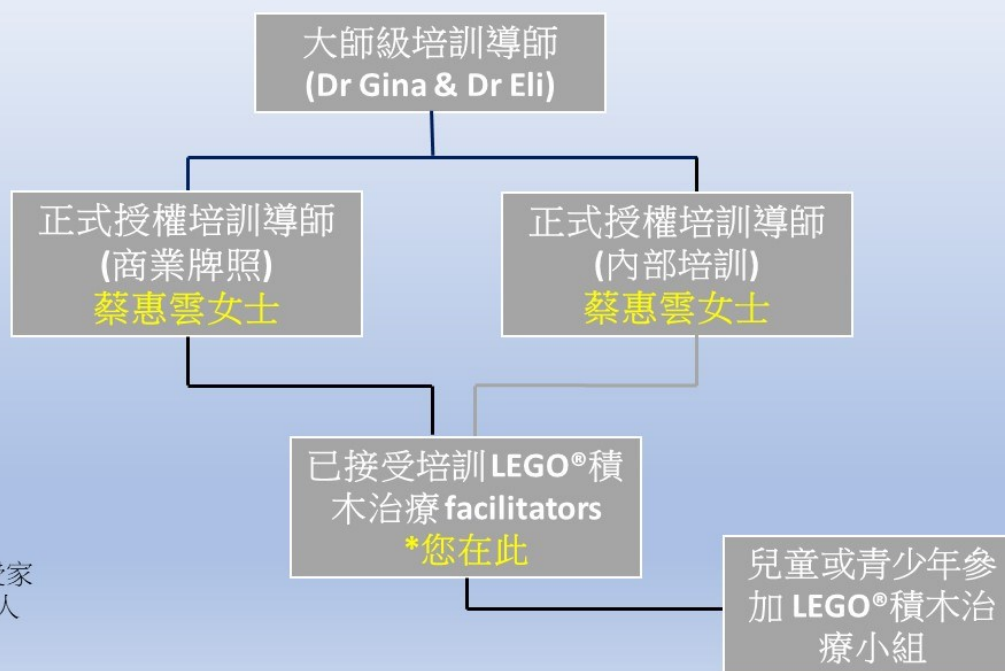 大師級培訓導師
(Dr Gina & Dr Eli)
正式授權培訓導師
(商業牌照)
蔡惠雲女士
正式授權培訓導師
(內部培訓)
蔡惠雲女士
已接受培訓LEGO®積
木治療facilitators
*您在此
家
人
兒童或青少年參
加 LEGO®積木治
療小組